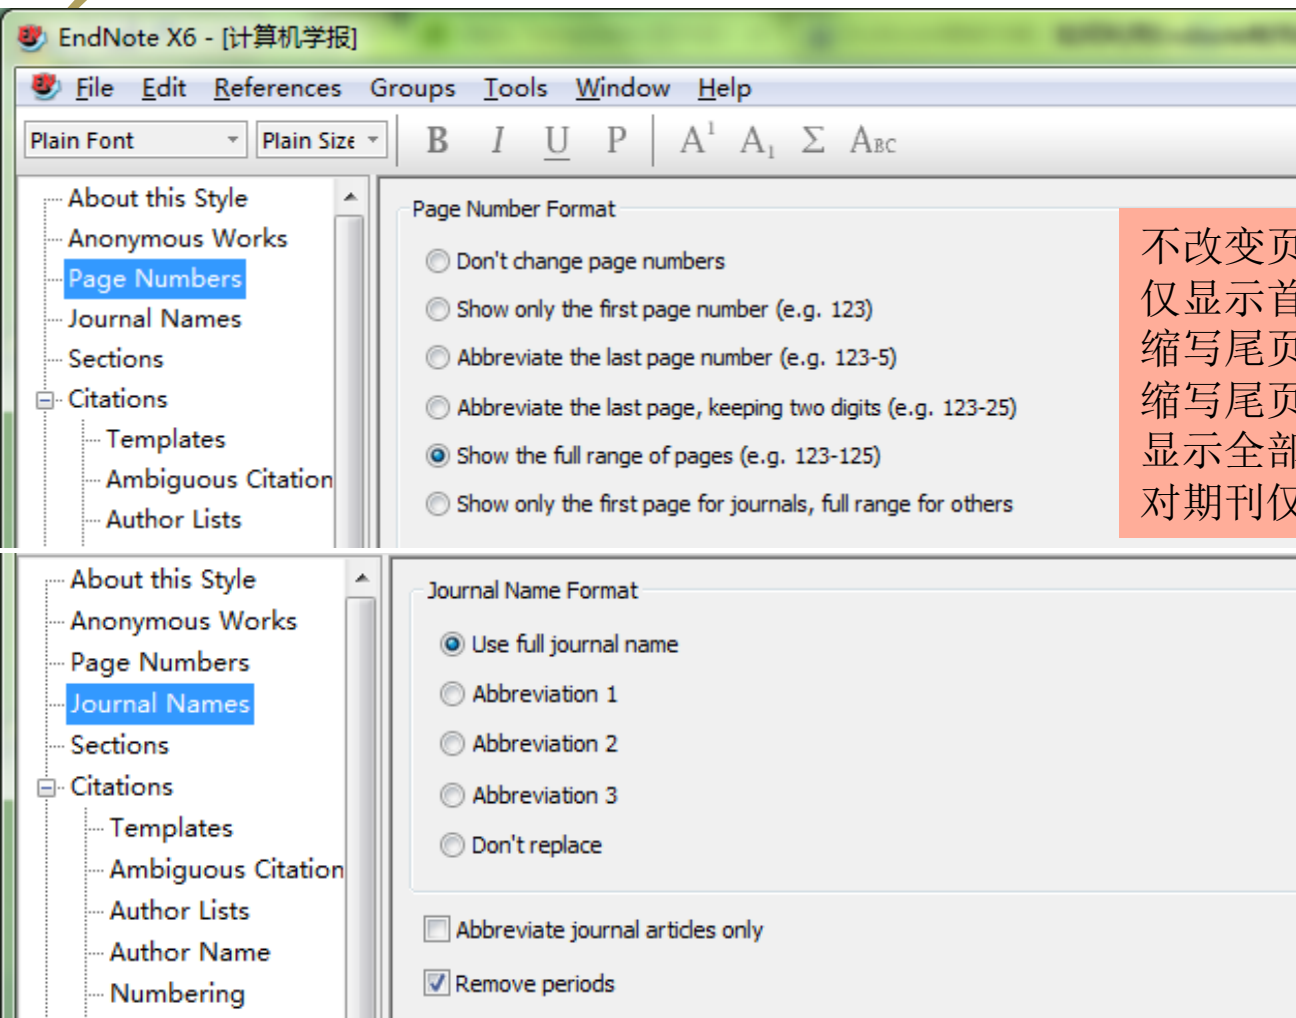 EndNote X6 - [计算机学报]
File Edit References Groups Tools Window Help
Plain Font Plain Size B I U P A1 A1 Σ ABC
About this Style
Anonymous Works
Page Numbers
Journal Names
Sections
Citations
Templates
Ambiguous Citation
Author Lists
Page Number Format
Don't change page numbers
Show only the first page number (e.g. 123)
Abbreviate the last page number (e.g. 123-5)
Abbreviate the last page, keeping two digits (e.g. 123-25)
Show the full range of pages (e.g. 123-125)
Show only the first page for journals, full range for others
不改变页
仅显示首
缩写尾页
缩写尾页
显示全部
对期刊仅
About this Style
Anonymous Works
Page Numbers
Journal Names
Sections
Citations
Templates
Ambiguous Citation
Author Lists
Author Name
Numbering
Journal Name Format
Use full journal name
Abbreviation 1
Abbreviation 2
Abbreviation 3
Don't replace
Abbreviate journal articles only
Remove periods